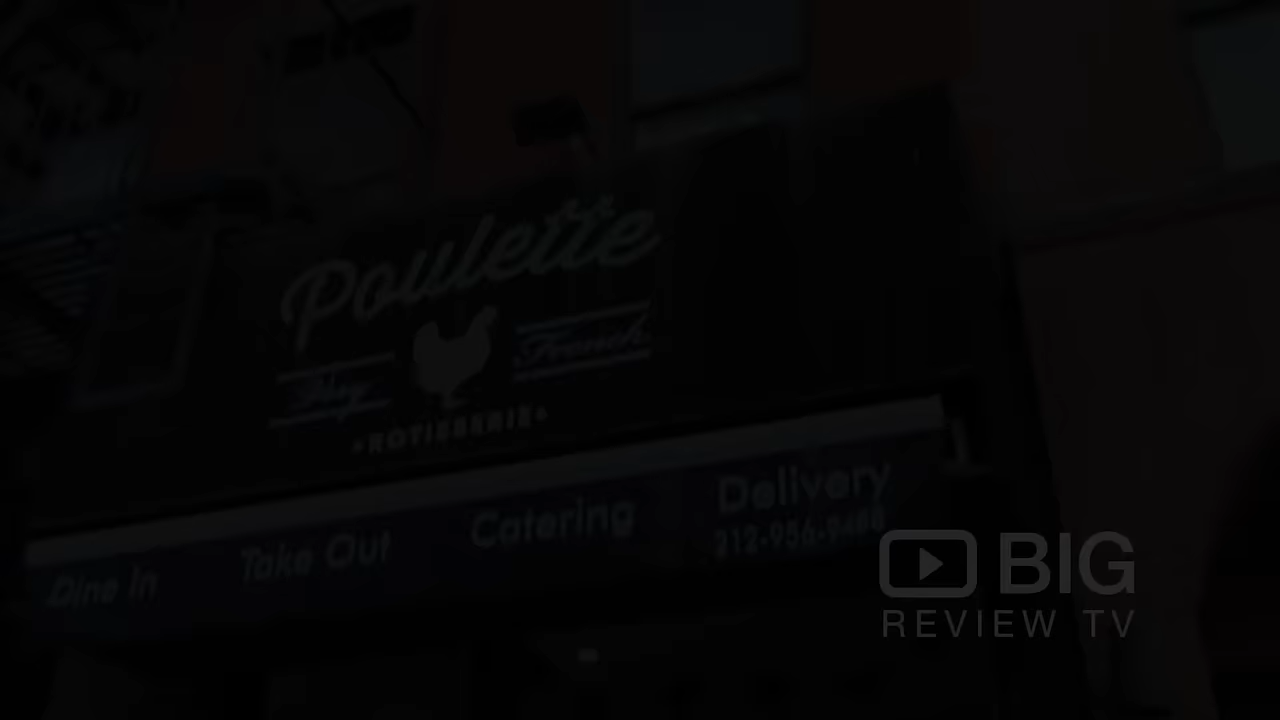 Poulette
French
ROTISSERIE
Delivery
Catering
Take Out
Dine In
BIG
REVIEW TV